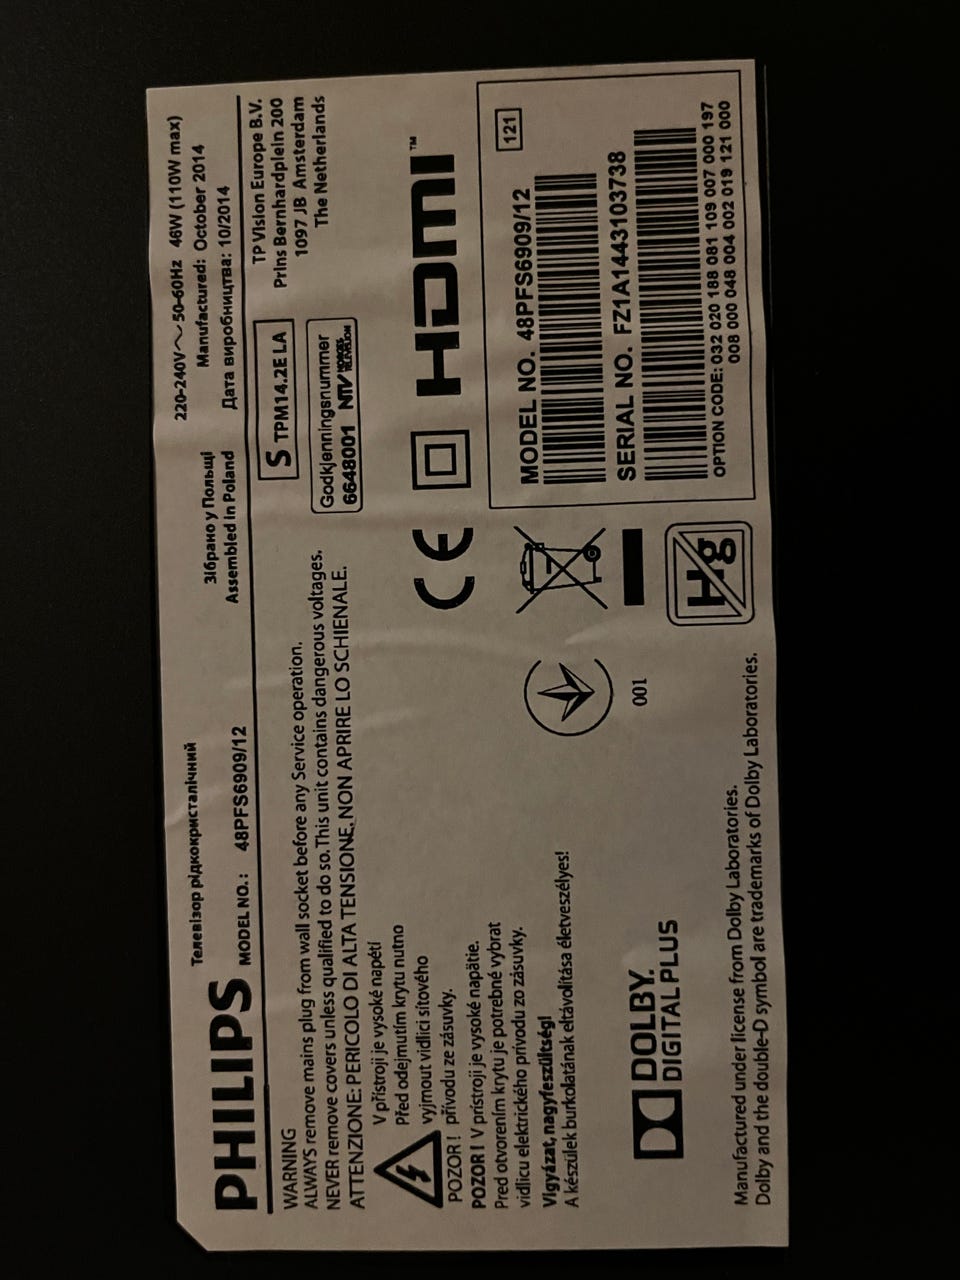 PHILIPS
Телевізор рідкокристалічний
MODEL NO.: 48PFS6909/12
Зібрано у Польщі
Assembled in Poland
220-240V~50-60Hz 46W (110W max)
Manufactured: October 2014
Дата виробництва: 10/2014
WARNING
ALWAYS remove mains plug from wall socket before any Service operation.
NEVER remove covers unless qualified to do so. This unit contains dangerous voltages.
ATTENZIONE: PERICOLO DI ALTA TENSIONE. NON APRIRE LO SCHIENALE.
V přístroji je vysoké napětí
Před odejmutím krytu nutno
vyjmout vidlici síťového
POZOR! přívodu ze zásuvky.
POZOR! V prístroji je vysoké napätie.
Pred otvorením krytu je potrebné vybrat
vidlicu elektrického prívodu zo zásuvky.
Vigyázat, nagyfeszültség!
A készülék burkolatának eltávolítása életveszélyes!
S TPM14.2E LA
TP Vision Europe B.V.
Prins Bernhardplein 200
1097 JB Amsterdam
The Netherlands
Godkjenningsnummer
6648001 NTV NORGES TELEVISJON
CE
HDMI™
001
Hg
DOLBY.
DIGITAL PLUS
Manufactured under license from Dolby Laboratories.
Dolby and the double-D symbol are trademarks of Dolby Laboratories.
121
MODEL NO. 48PFS6909/12
SERIAL NO. FZ1A1443103738
OPTION CODE: 032 020 188 081 109 007 000 197
008 000 048 004 002 019 121 000